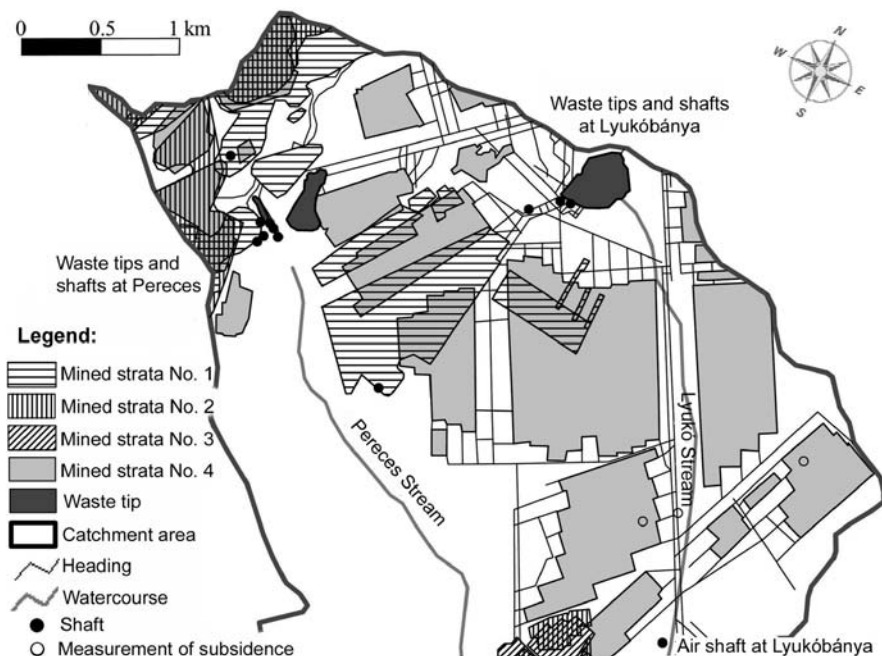 0 0.5 1 km
N
W
E
S
Waste tips and shafts
at Lyukóbánya
Waste tips and
shafts at Pereces
Legend:
Mined strata No. 1
Mined strata No. 2
Mined strata No. 3
Mined strata No. 4
Waste tip
Catchment area
Heading
Watercourse
Shaft
Measurement of subsidence
Pereces Stream
Lyukó Stream
Air shaft at Lyukóbánya